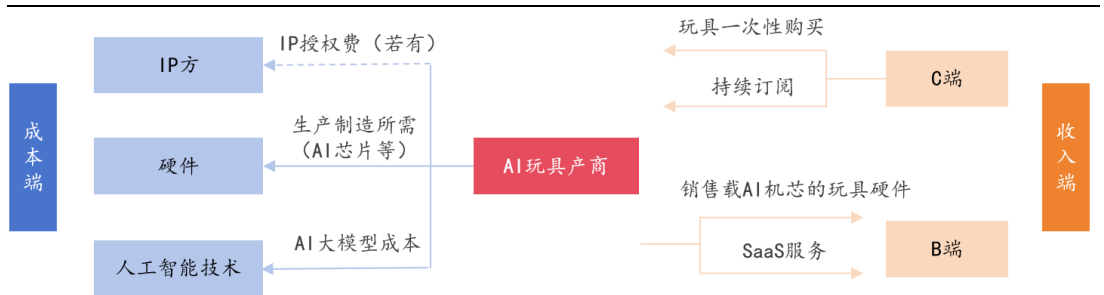 成本端
IP方
IP授权费（若有）
硬件
生产制造所需
（AI芯片等）
人工智能技术
AI大模型成本
AI玩具产商
玩具一次性购买
持续订阅
C端
销售载AI机芯的玩具硬件
SaaS服务
B端
收入端